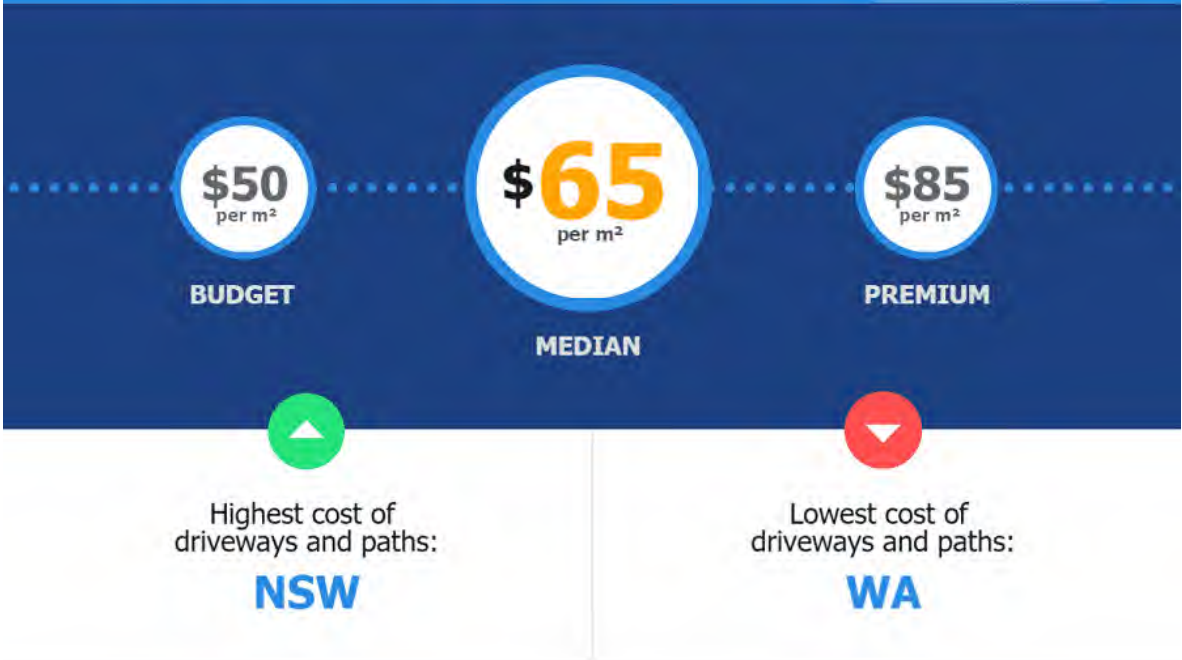 $50
per m²
BUDGET
$65
per m²
MEDIAN
$85
per m²
PREMIUM
Highest cost of
driveways and paths:
NSW
Lowest cost of
driveways and paths:
WA